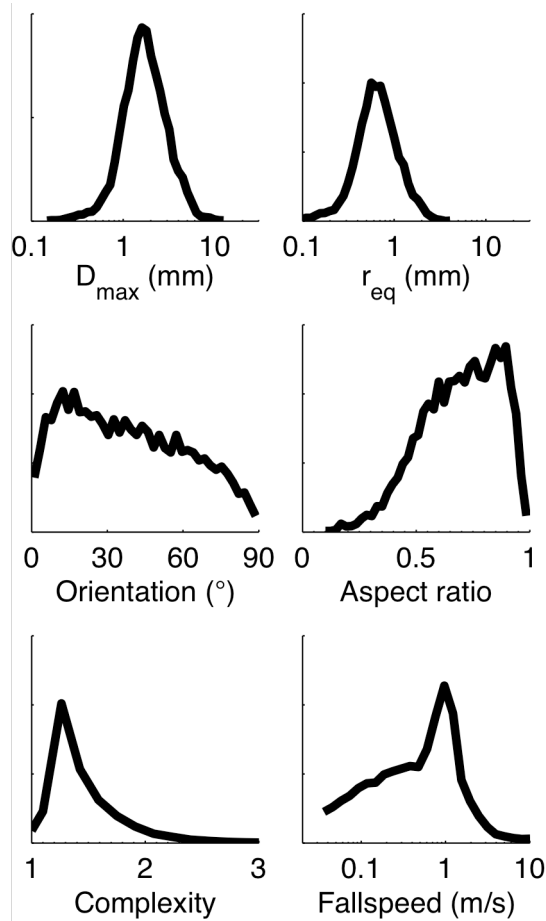 0.1 1 10 0.1 1 10
D_max (mm) r_eq (mm)
0 30 60 90 0 0.5 1
Orientation (°) Aspect ratio
1 2 3 0.1 1 10
Complexity Fallspeed (m/s)